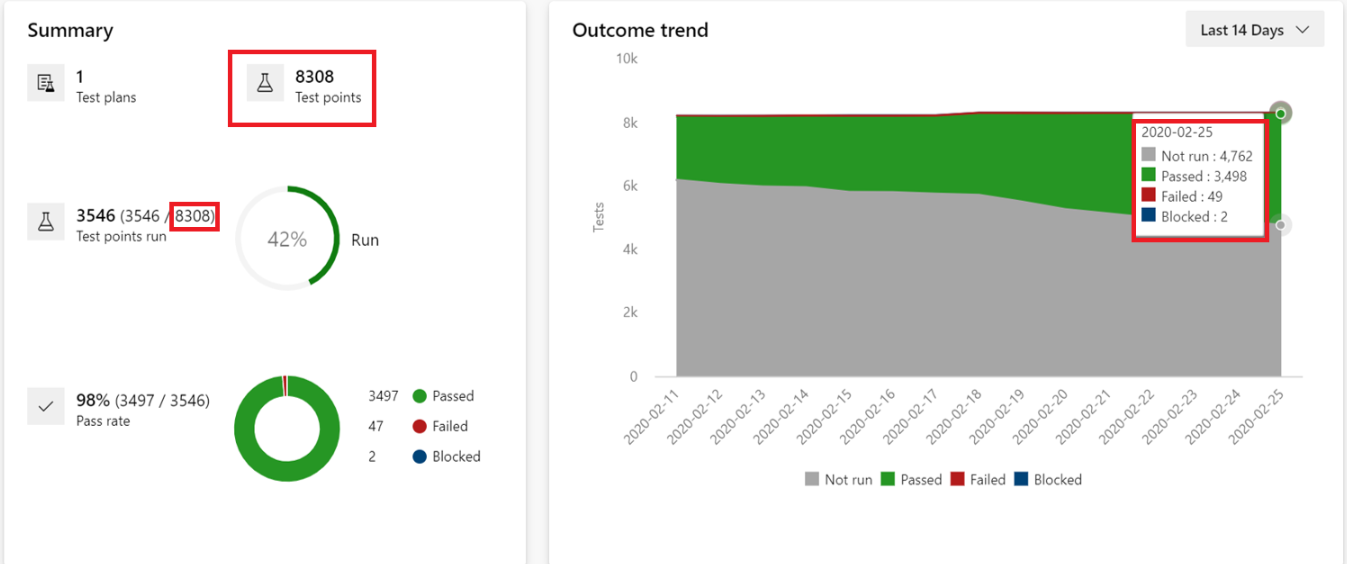 Summary
1
Test plans
8308
Test points
3546 (3546 / 8308)
Test points run
42%
Run
98% (3497 / 3546)
Pass rate
3497 Passed
47 Failed
2 Blocked
Outcome trend
Last 14 Days
10k
8k
6k
4k
2k
0
Tests
2020-02-25
Not run : 4,762
Passed : 3,498
Failed : 49
Blocked : 2
2020-02-11
2020-02-12
2020-02-13
2020-02-14
2020-02-15
2020-02-16
2020-02-17
2020-02-18
2020-02-19
2020-02-20
2020-02-21
2020-02-22
2020-02-23
2020-02-24
2020-02-25
Not run Passed Failed Blocked